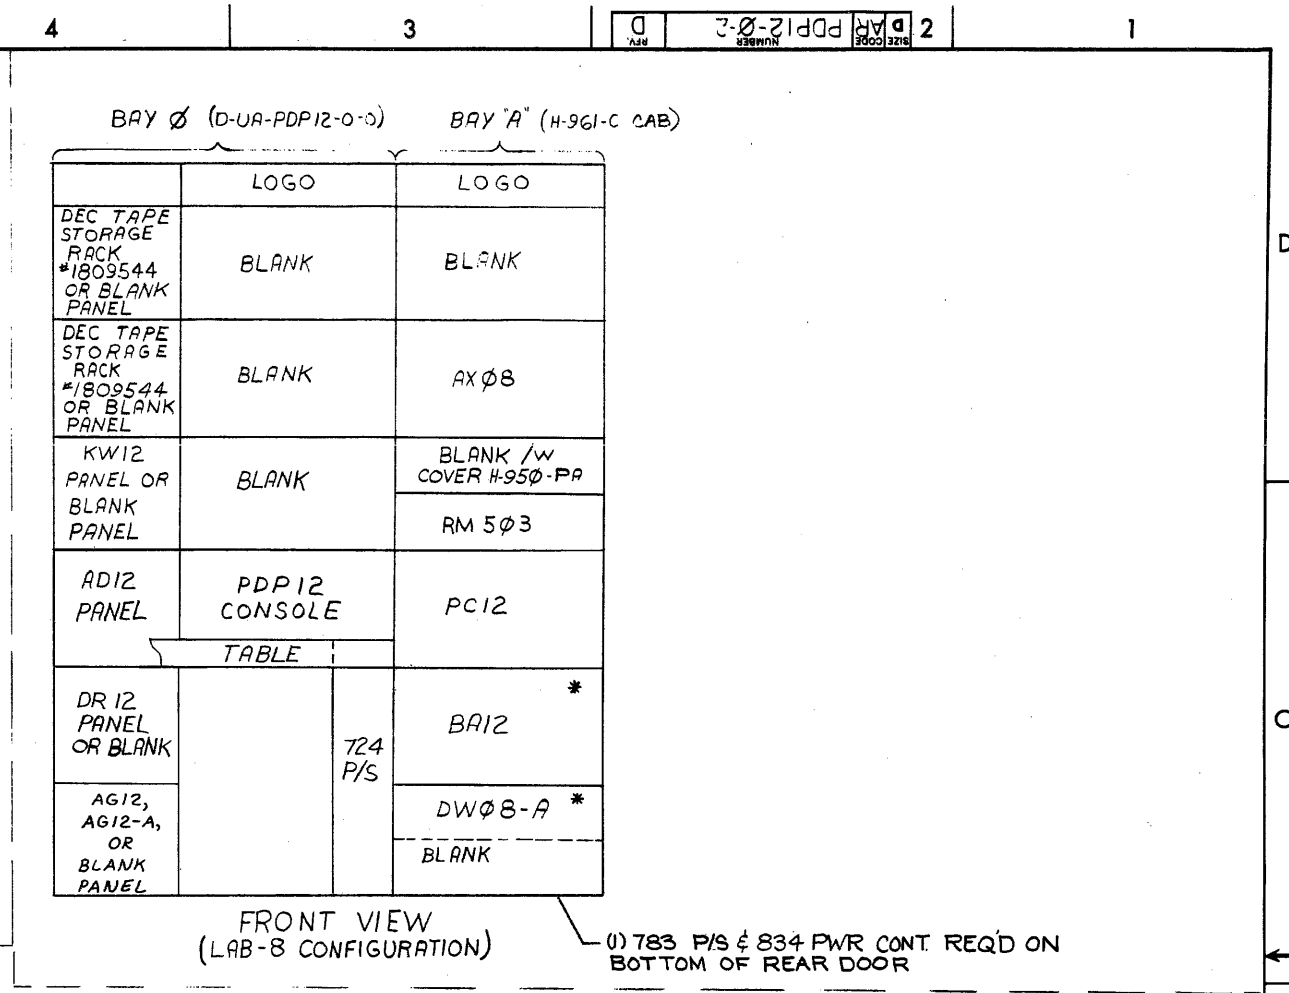 4
3
2
1
SIZE CODE NUMBER REV.
D AR PDP12-Ø-2 D
BAY Ø (D-UA-PDP12-0-0)
BAY "A" (H-961-C CAB)
LOGO
LOGO
DEC TAPE
STORAGE
RACK
#1809544
OR BLANK
PANEL
BLANK
BLANK
DEC TAPE
STORAGE
RACK
#1809544
OR BLANK
PANEL
BLANK
AXØ8
KW12
PANEL OR
BLANK
PANEL
BLANK
BLANK /W
COVER H-95Ø-PA
RM 5Ø3
AD12
PANEL
PDP12
CONSOLE
TABLE
PC12
DR12
PANEL
OR BLANK
724
P/S
BA12 *
AG12,
AG12-A,
OR
BLANK
PANEL
DWØ8-A *
BLANK
FRONT VIEW
(LAB-8 CONFIGURATION)
(1) 783 P/S & 834 PWR CONT. REQ'D ON
BOTTOM OF REAR DOOR
D
C